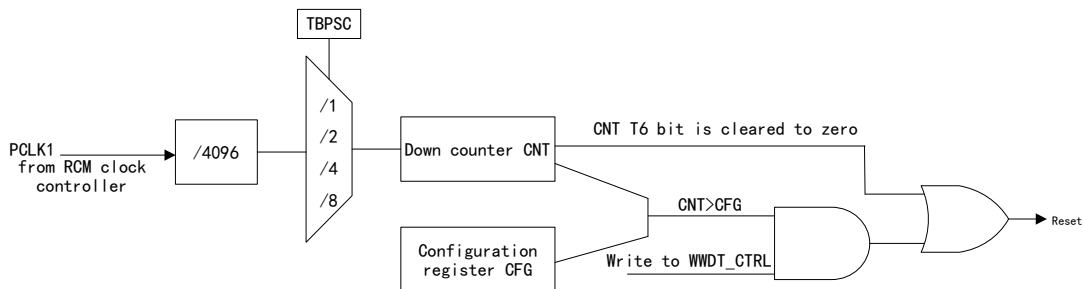 TBPSC
/1
/2
/4
/8
PCLK1
from RCM clock
controller
/4096
Down counter CNT
CNT T6 bit is cleared to zero
CNT>CFG
Configuration
register CFG
Write to WWDT_CTRL
Reset